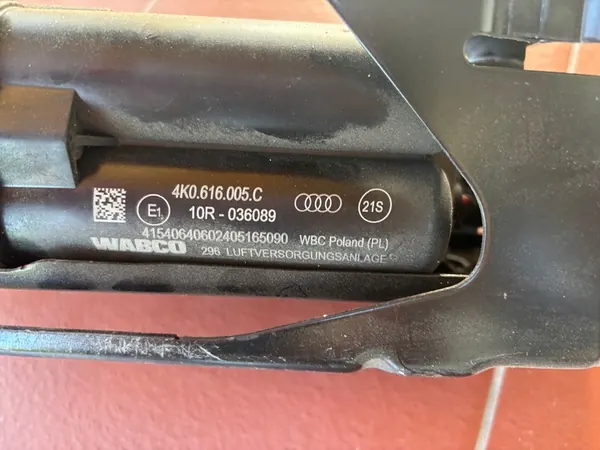 4K0.616.005.C
E1 10R - 036089 21S
41540640602405165090 WBC Poland (PL)
WABCO 296 LUFTVERSORGUNGSANLAGE